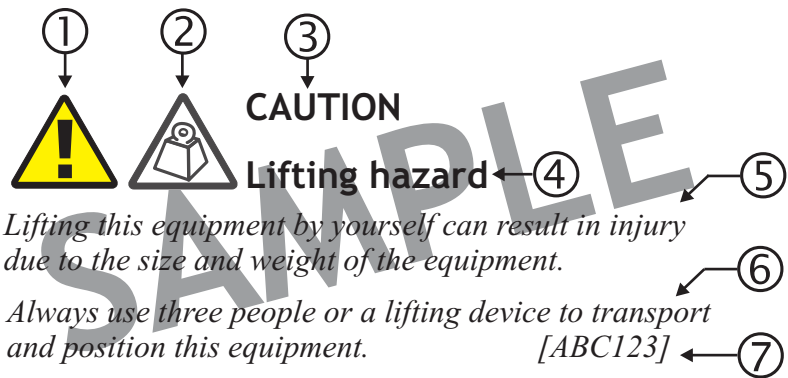 ① ② ③
CAUTION
Lifting hazard ④
⑤
Lifting this equipment by yourself can result in injury
due to the size and weight of the equipment.
⑥
Always use three people or a lifting device to transport
and position this equipment. [ABC123] ⑦
SAMPLE